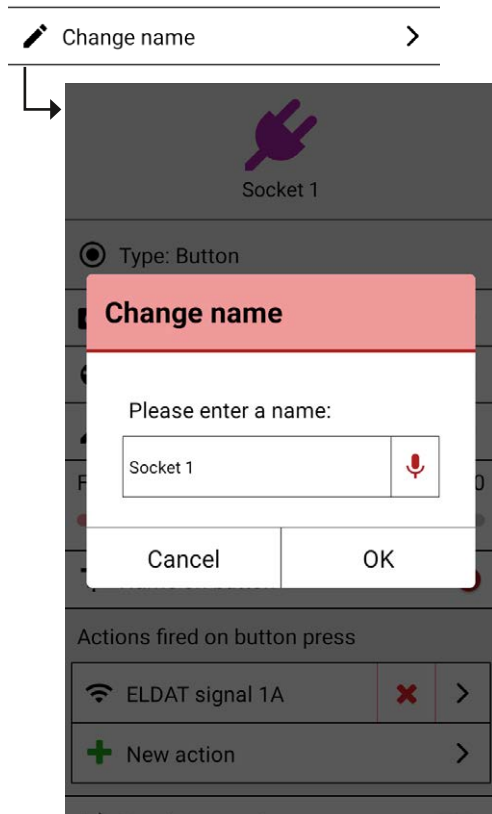 Change name
Socket 1
Type: Button
Change name
Please enter a name:
Socket 1
Cancel
OK
Actions fired on button press
ELDAT signal 1A
New action